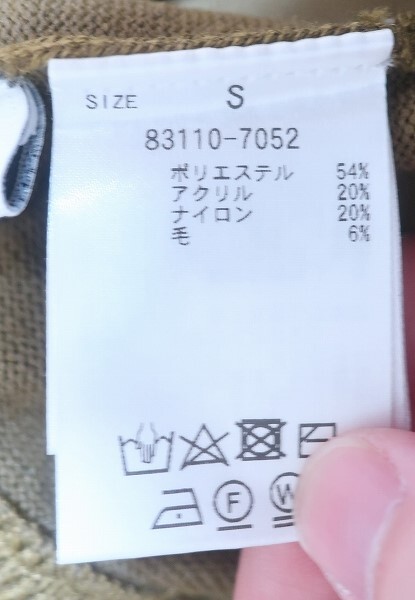 SIZE S
83110-7052
ポリエステル 54%
アクリル 20%
ナイロン 20%
毛 6%
F W